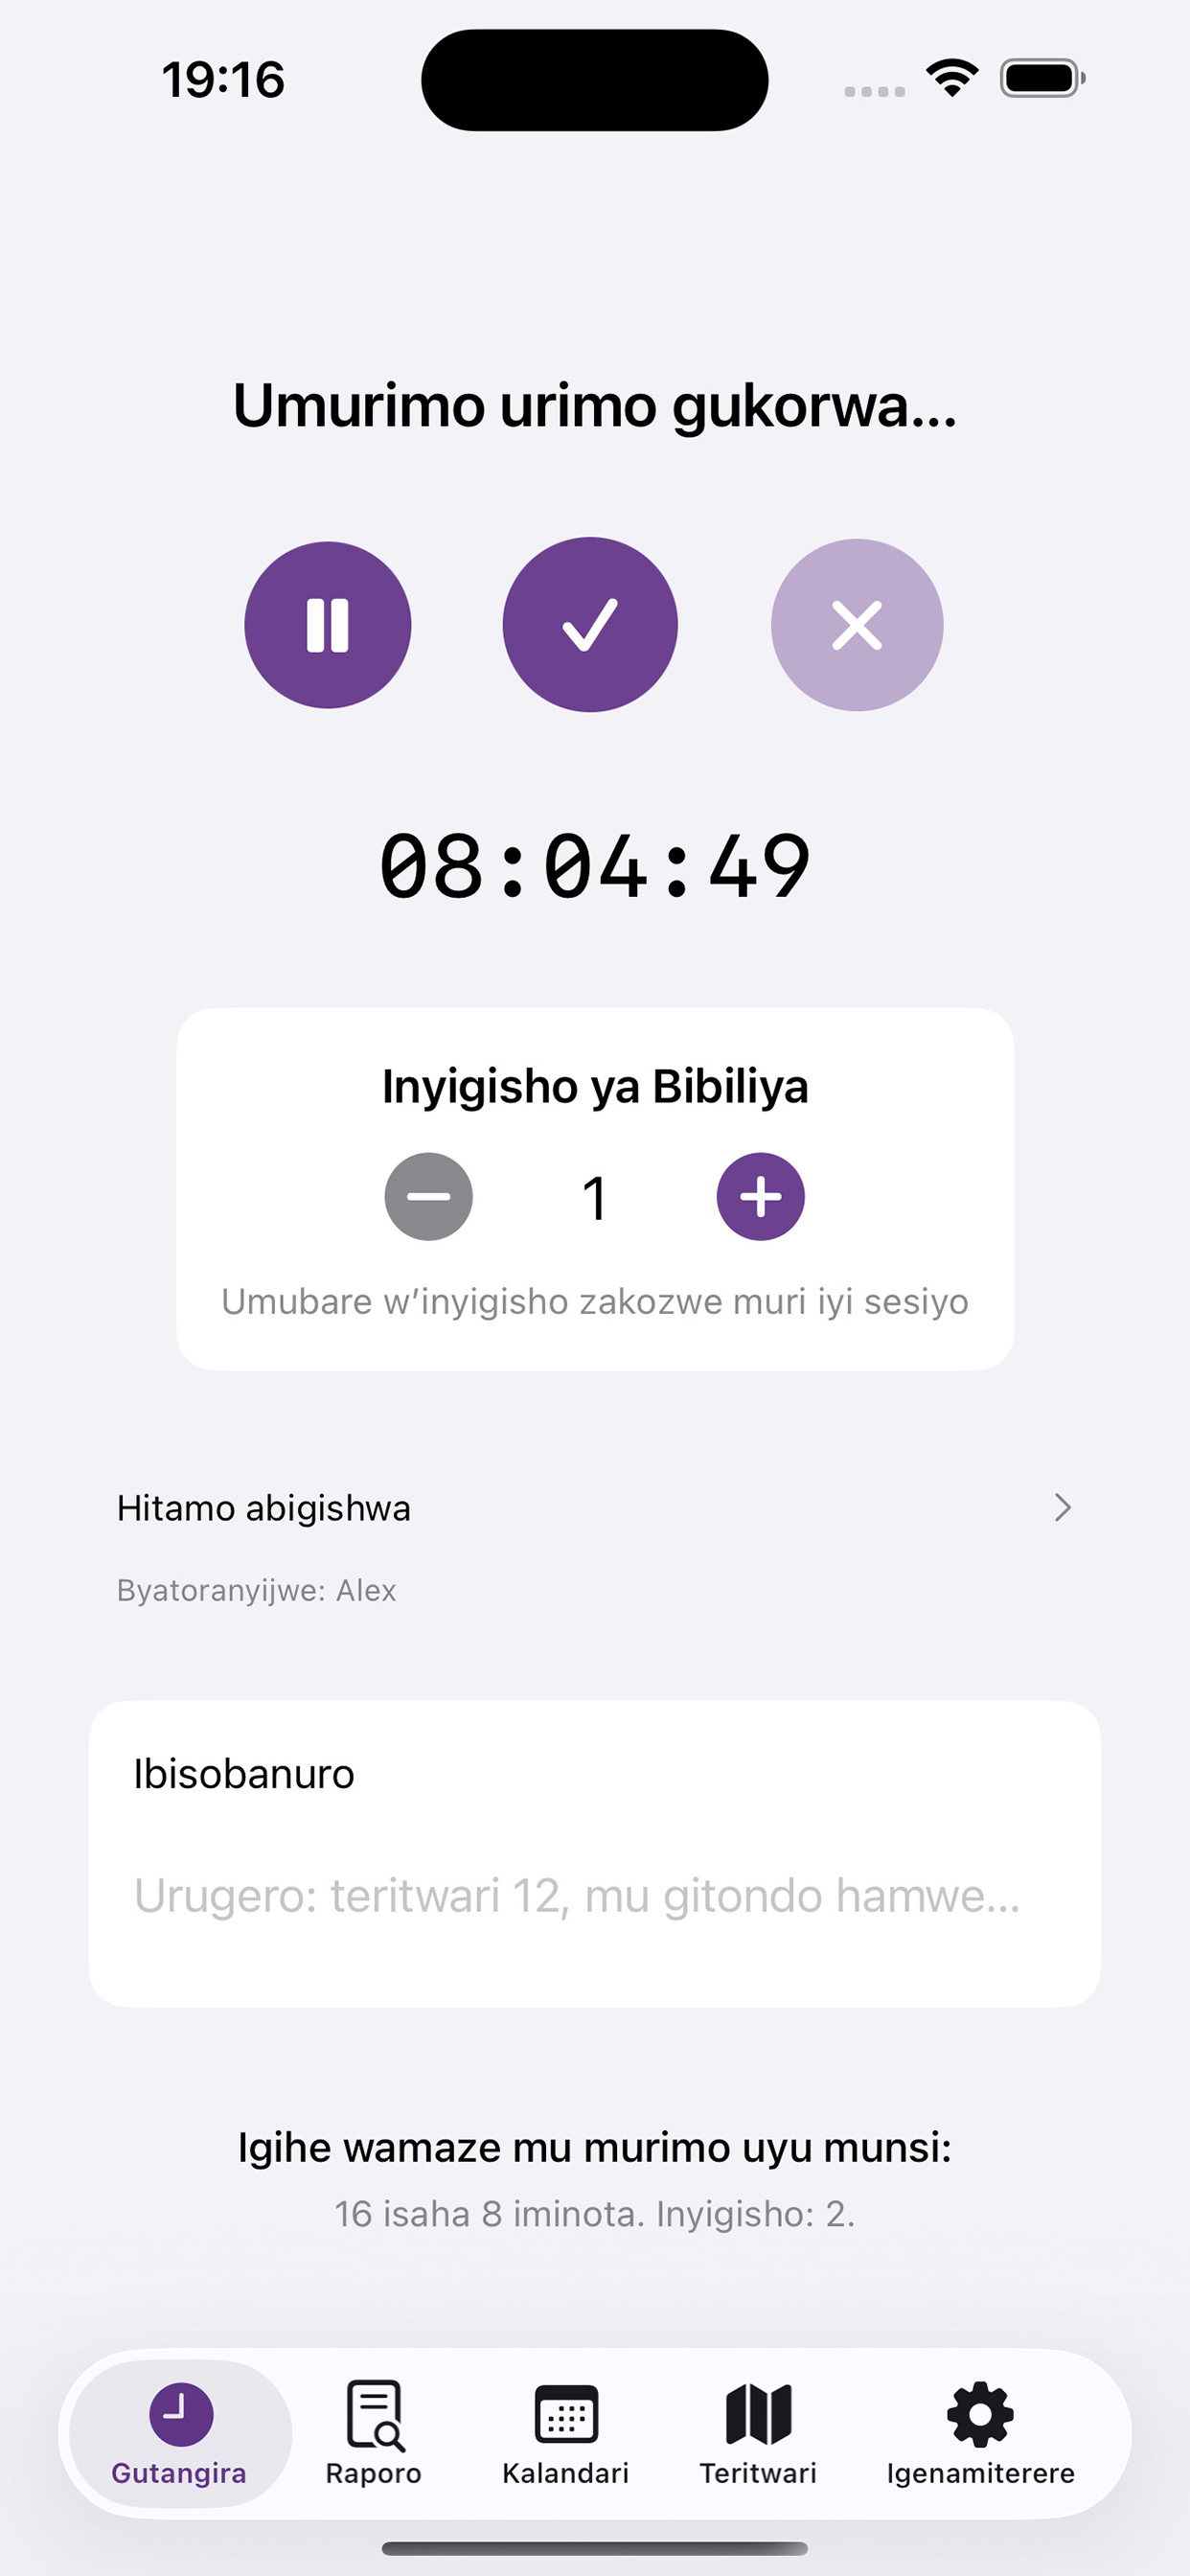 19:16
Umurimo urimo gukorwa...
08:04:49
Inyigisho ya Bibiliya
1
Umubare w’inyigisho zakozwe muri iyi sesiyo
Hitamo abigishwa
Byatoranyijwe: Alex
Ibisobanuro
Urugero: teritwari 12, mu gitondo hamwe...
Igihe wamaze mu murimo uyu munsi:
16 isaha 8 iminota. Inyigisho: 2.
Gutangira Raporo Kalandari Teritwari Igenamiterere